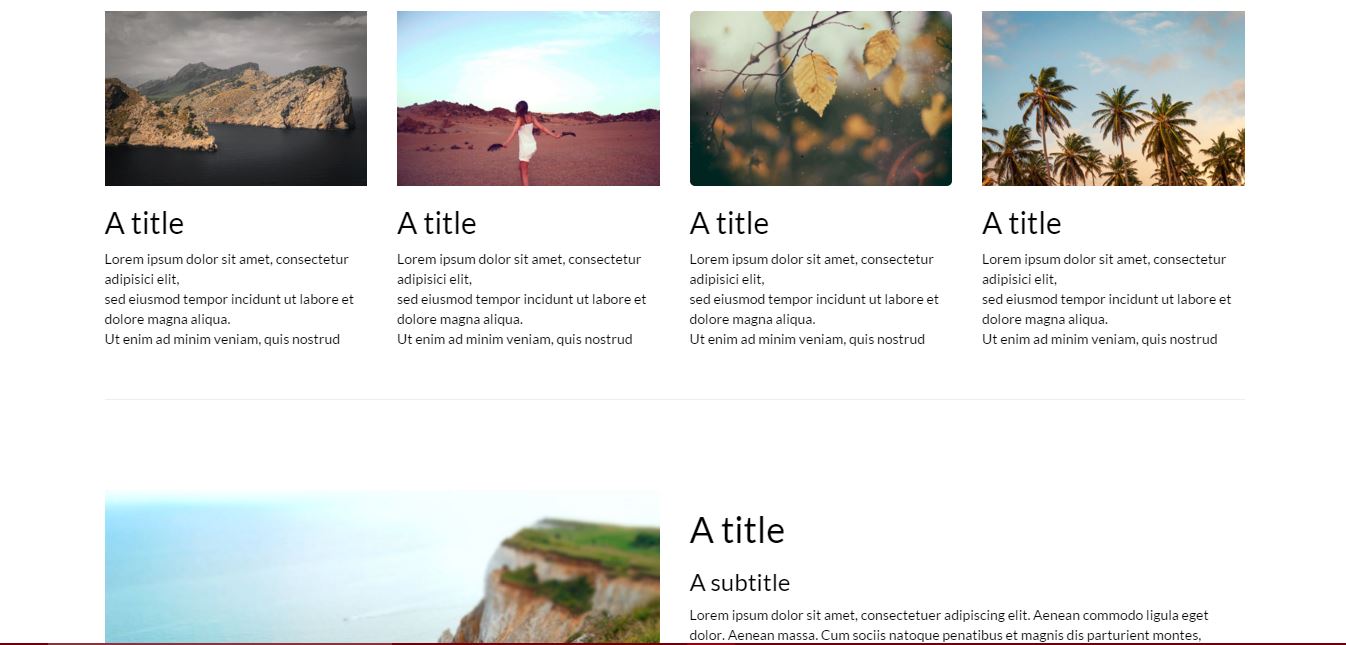 A title
Lorem ipsum dolor sit amet, consectetur
adipisici elit,
sed eiusmod tempor incidunt ut labore et
dolore magna aliqua.
Ut enim ad minim veniam, quis nostrud
A title
Lorem ipsum dolor sit amet, consectetur
adipisici elit,
sed eiusmod tempor incidunt ut labore et
dolore magna aliqua.
Ut enim ad minim veniam, quis nostrud
A title
Lorem ipsum dolor sit amet, consectetur
adipisici elit,
sed eiusmod tempor incidunt ut labore et
dolore magna aliqua.
Ut enim ad minim veniam, quis nostrud
A title
Lorem ipsum dolor sit amet, consectetur
adipisici elit,
sed eiusmod tempor incidunt ut labore et
dolore magna aliqua.
Ut enim ad minim veniam, quis nostrud
A title
A subtitle
Lorem ipsum dolor sit amet, consectetuer adipiscing elit. Aenean commodo ligula eget
dolor. Aenean massa. Cum sociis natoque penatibus et magnis dis parturient montes,